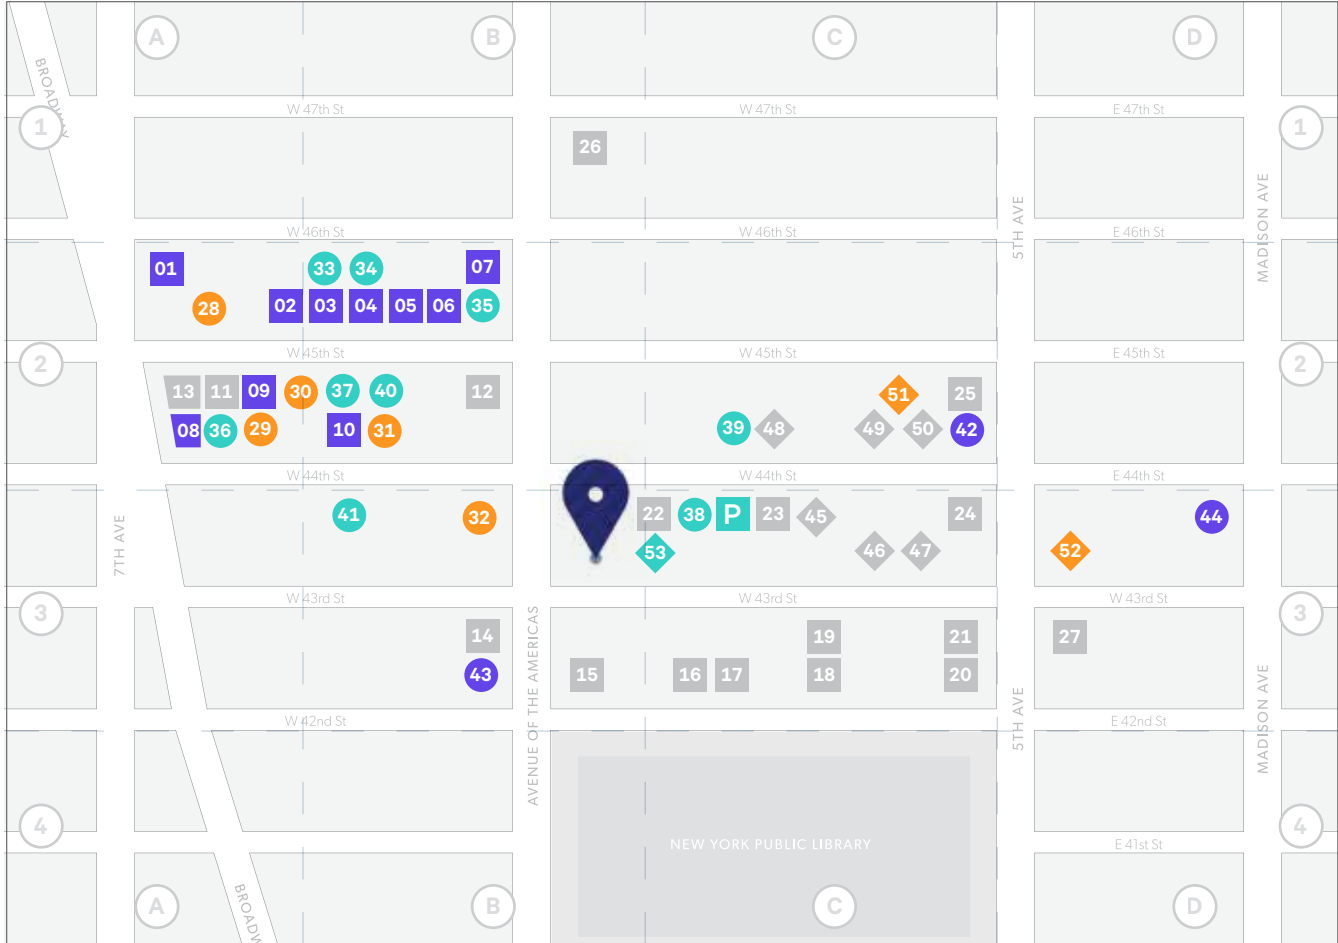 A B C D
BROADWAY
W 47th St W 47th St E 47th St
1 1
26
5TH AVE
MADISON AVE
W 46th St W 46th St E 46th St
01 33 34 07
28 02 03 04 05 06 35
W 45th St W 45th St E 45th St
2 2
13 11 09 30 37 40 12 51 25
08 36 29 10 31 39 48 49 50 42
W 44th St W 44th St E 44th St
41 32 22 38 P 23 45 24 44
7TH AVE
53 46 47 52
W 43rd St W 43rd St W 43rd St
3 3
14 19 21 27
43 15 16 17 18 20
AVENUE OF THE AMERICAS
5TH AVE
MADISON AVE
W 42nd St E 42nd St
4 4
NEW YORK PUBLIC LIBRARY
E 41st St
A B C D
BROADW